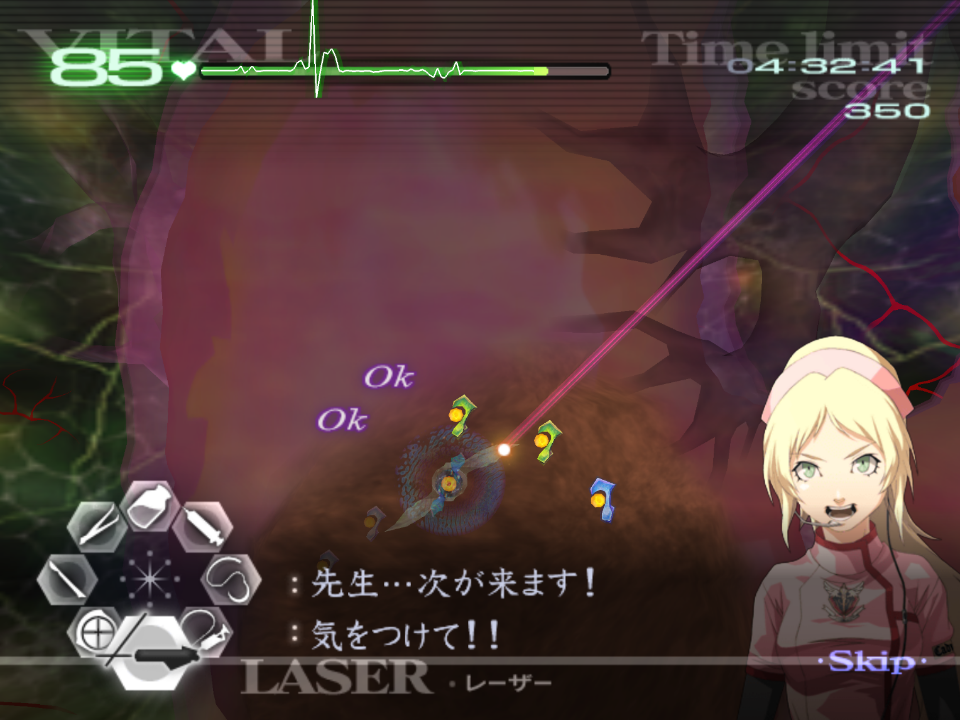 VITAL
85
Time limit
04:32:41
score
350
Ok
Ok
：先生…次が来ます！
：気をつけて！！
・Skip・
LASER・レーザー